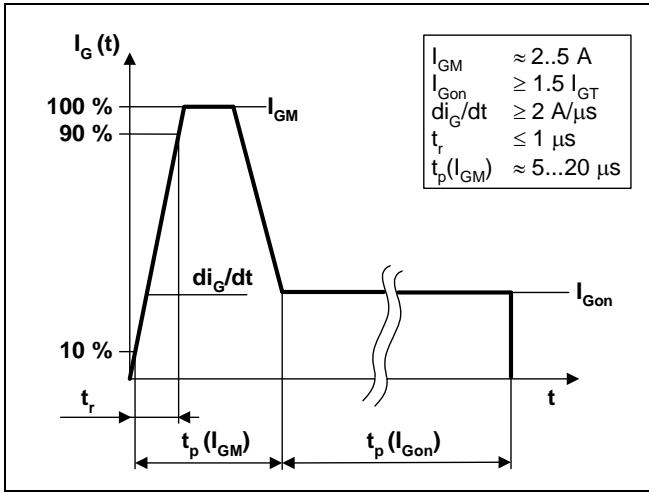 I_G (t)
I_GM ≈ 2..5 A
I_Gon ≥ 1.5 I_GT
di_G/dt ≥ 2 A/μs
t_r ≤ 1 μs
t_p(I_GM) ≈ 5...20 μs
100 %
I_GM
90 %
di_G/dt
I_Gon
10 %
t
t_r
t_p (I_GM)
t_p (I_Gon)